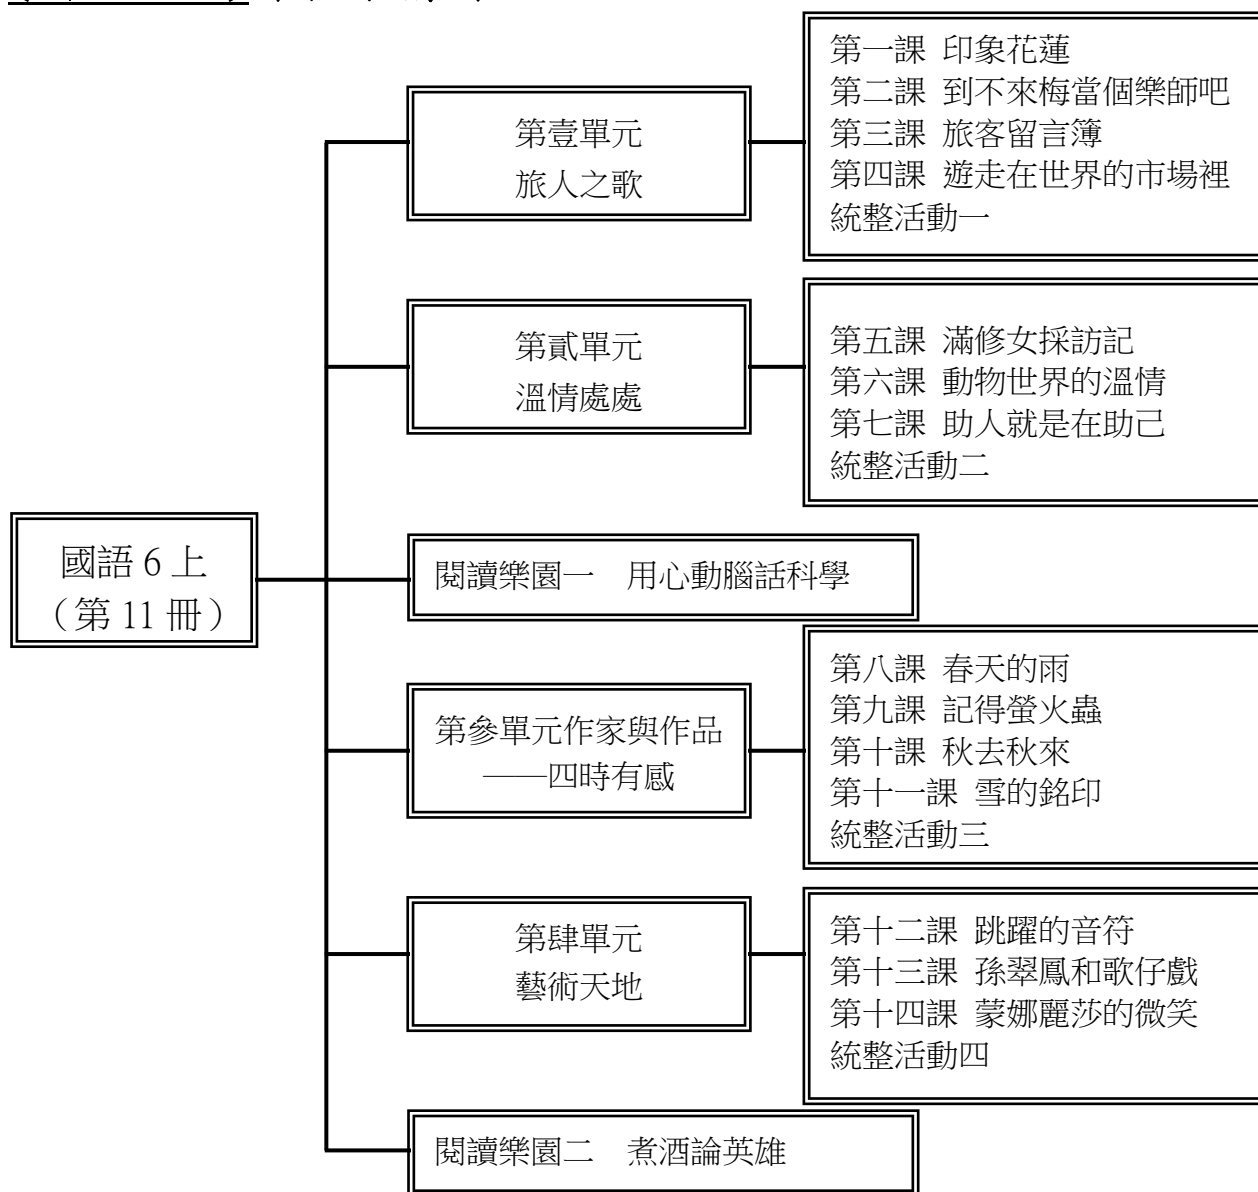 第一課 印象花蓮
第二課 到不來梅當個樂師吧
第三課 旅客留言簿
第四課 遊走在世界的市場裡
統整活動一
第壹單元
旅人之歌
第五課 滿修女採訪記
第六課 動物世界的溫情
第七課 助人就是在助己
統整活動二
第貳單元
溫情處處
國語 6 上
（第 11 冊）
閱讀樂園一 用心動腦話科學
第八課 春天的雨
第九課 記得螢火蟲
第十課 秋去秋來
第十一課 雪的銘印
統整活動三
第參單元作家與作品
——四時有感
第十二課 跳躍的音符
第十三課 孫翠鳳和歌仔戲
第十四課 蒙娜麗莎的微笑
統整活動四
第肆單元
藝術天地
閱讀樂園二 煮酒論英雄